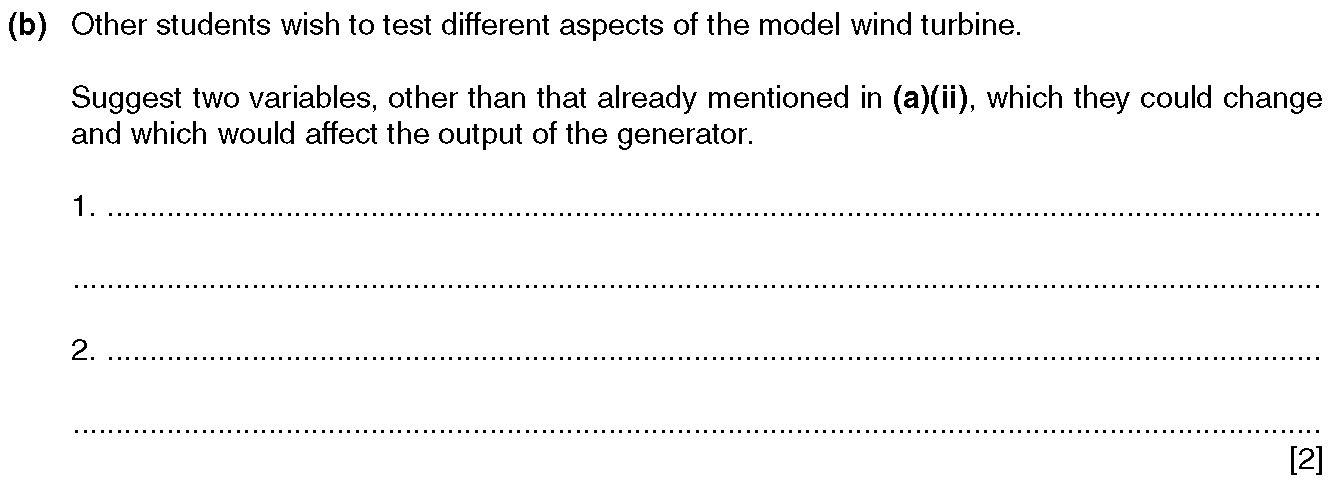 (b) Other students wish to test different aspects of the model wind turbine.
Suggest two variables, other than that already mentioned in (a)(ii), which they could change
and which would affect the output of the generator.
1. ..........................................................................................................................................
..............................................................................................................................................
2. ..........................................................................................................................................
..............................................................................................................................................
[2]